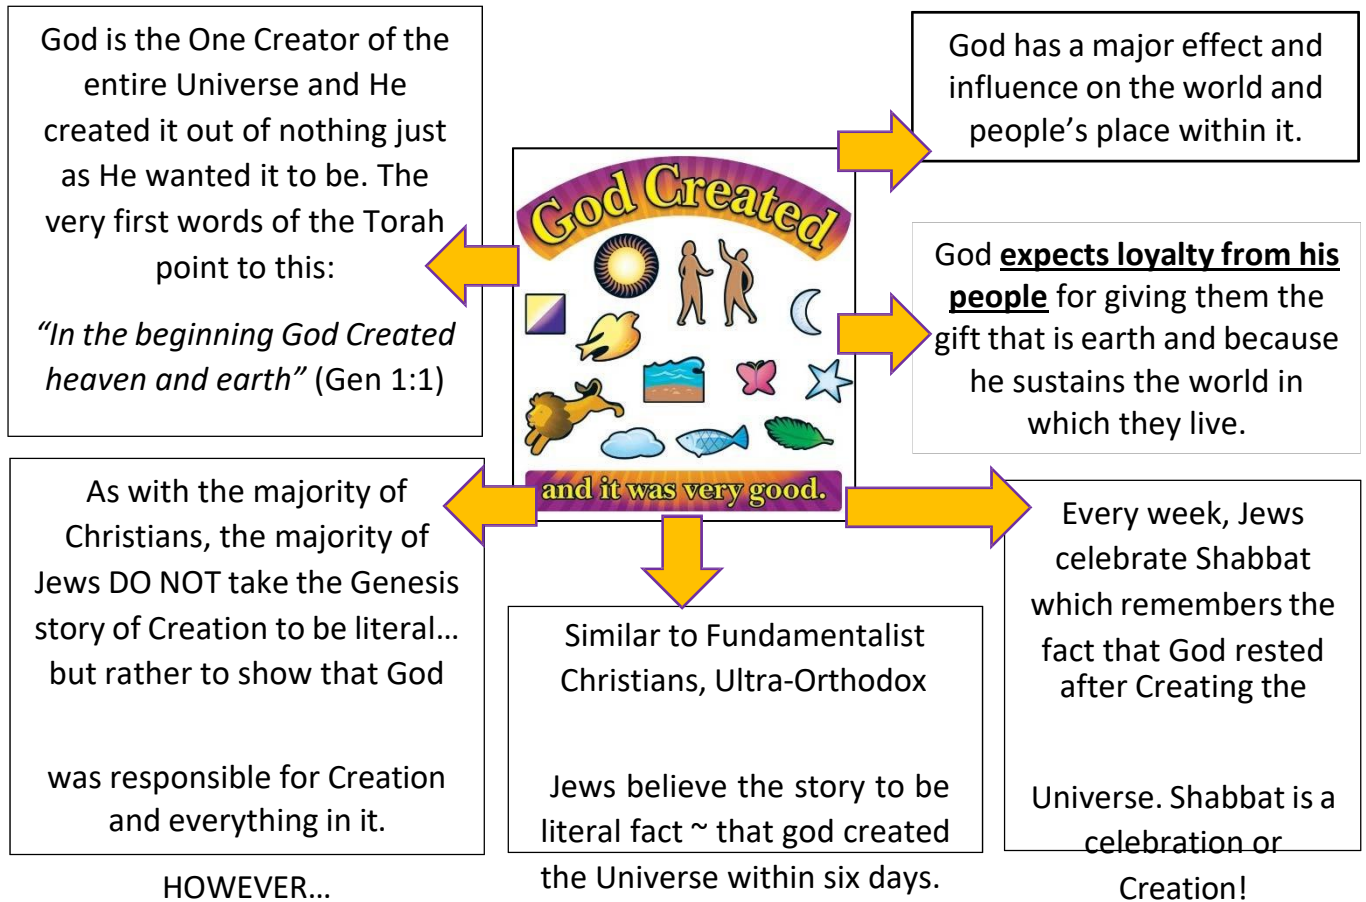 God is the One Creator of the
entire Universe and He
created it out of nothing just
as He wanted it to be. The
very first words of the Torah
point to this:
“In the beginning God Created
heaven and earth” (Gen 1:1)
God has a major effect and
influence on the world and
people’s place within it.
God Created
and it was very good.
God expects loyalty from his
people for giving them the
gift that is earth and because
he sustains the world in
which they live.
As with the majority of
Christians, the majority of
Jews DO NOT take the Genesis
story of Creation to be literal…
but rather to show that God
was responsible for Creation
and everything in it.
HOWEVER…
Similar to Fundamentalist
Christians, Ultra-Orthodox
Jews believe the story to be
literal fact ~ that god created
the Universe within six days.
Every week, Jews
celebrate Shabbat
which remembers the
fact that God rested
after Creating the
Universe. Shabbat is a
celebration or
Creation!